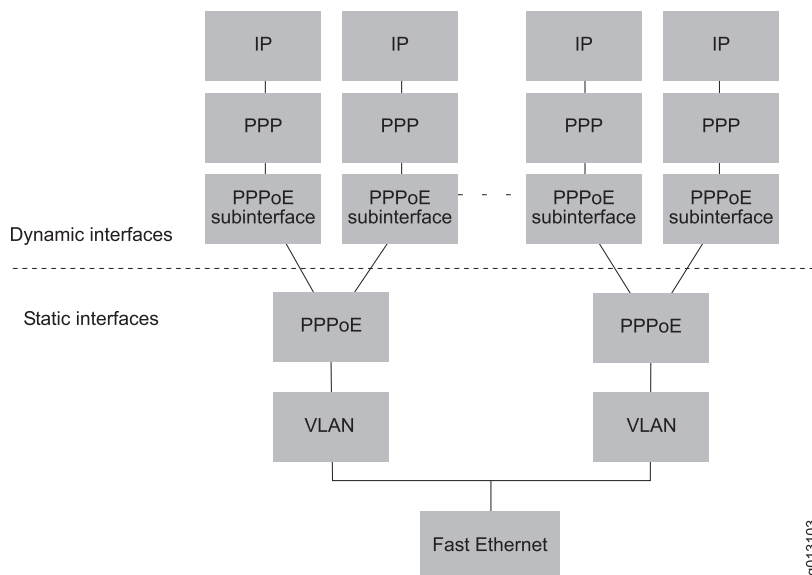 IP IP IP IP
PPP PPP PPP PPP
PPPoE PPPoE PPPoE PPPoE
subinterface subinterface subinterface subinterface
Dynamic interfaces
Static interfaces
PPPoE PPPoE
VLAN VLAN
Fast Ethernet
g013103